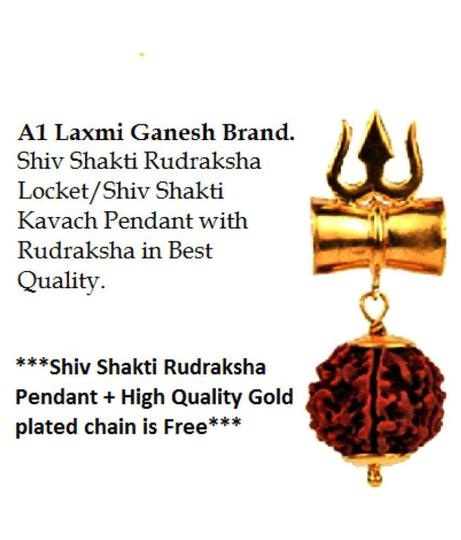 A1 Laxmi Ganesh Brand.
Shiv Shakti Rudraksha
Locket/Shiv Shakti
Kavach Pendant with
Rudraksha in Best
Quality.
***Shiv Shakti Rudraksha
Pendant + High Quality Gold
plated chain is Free***